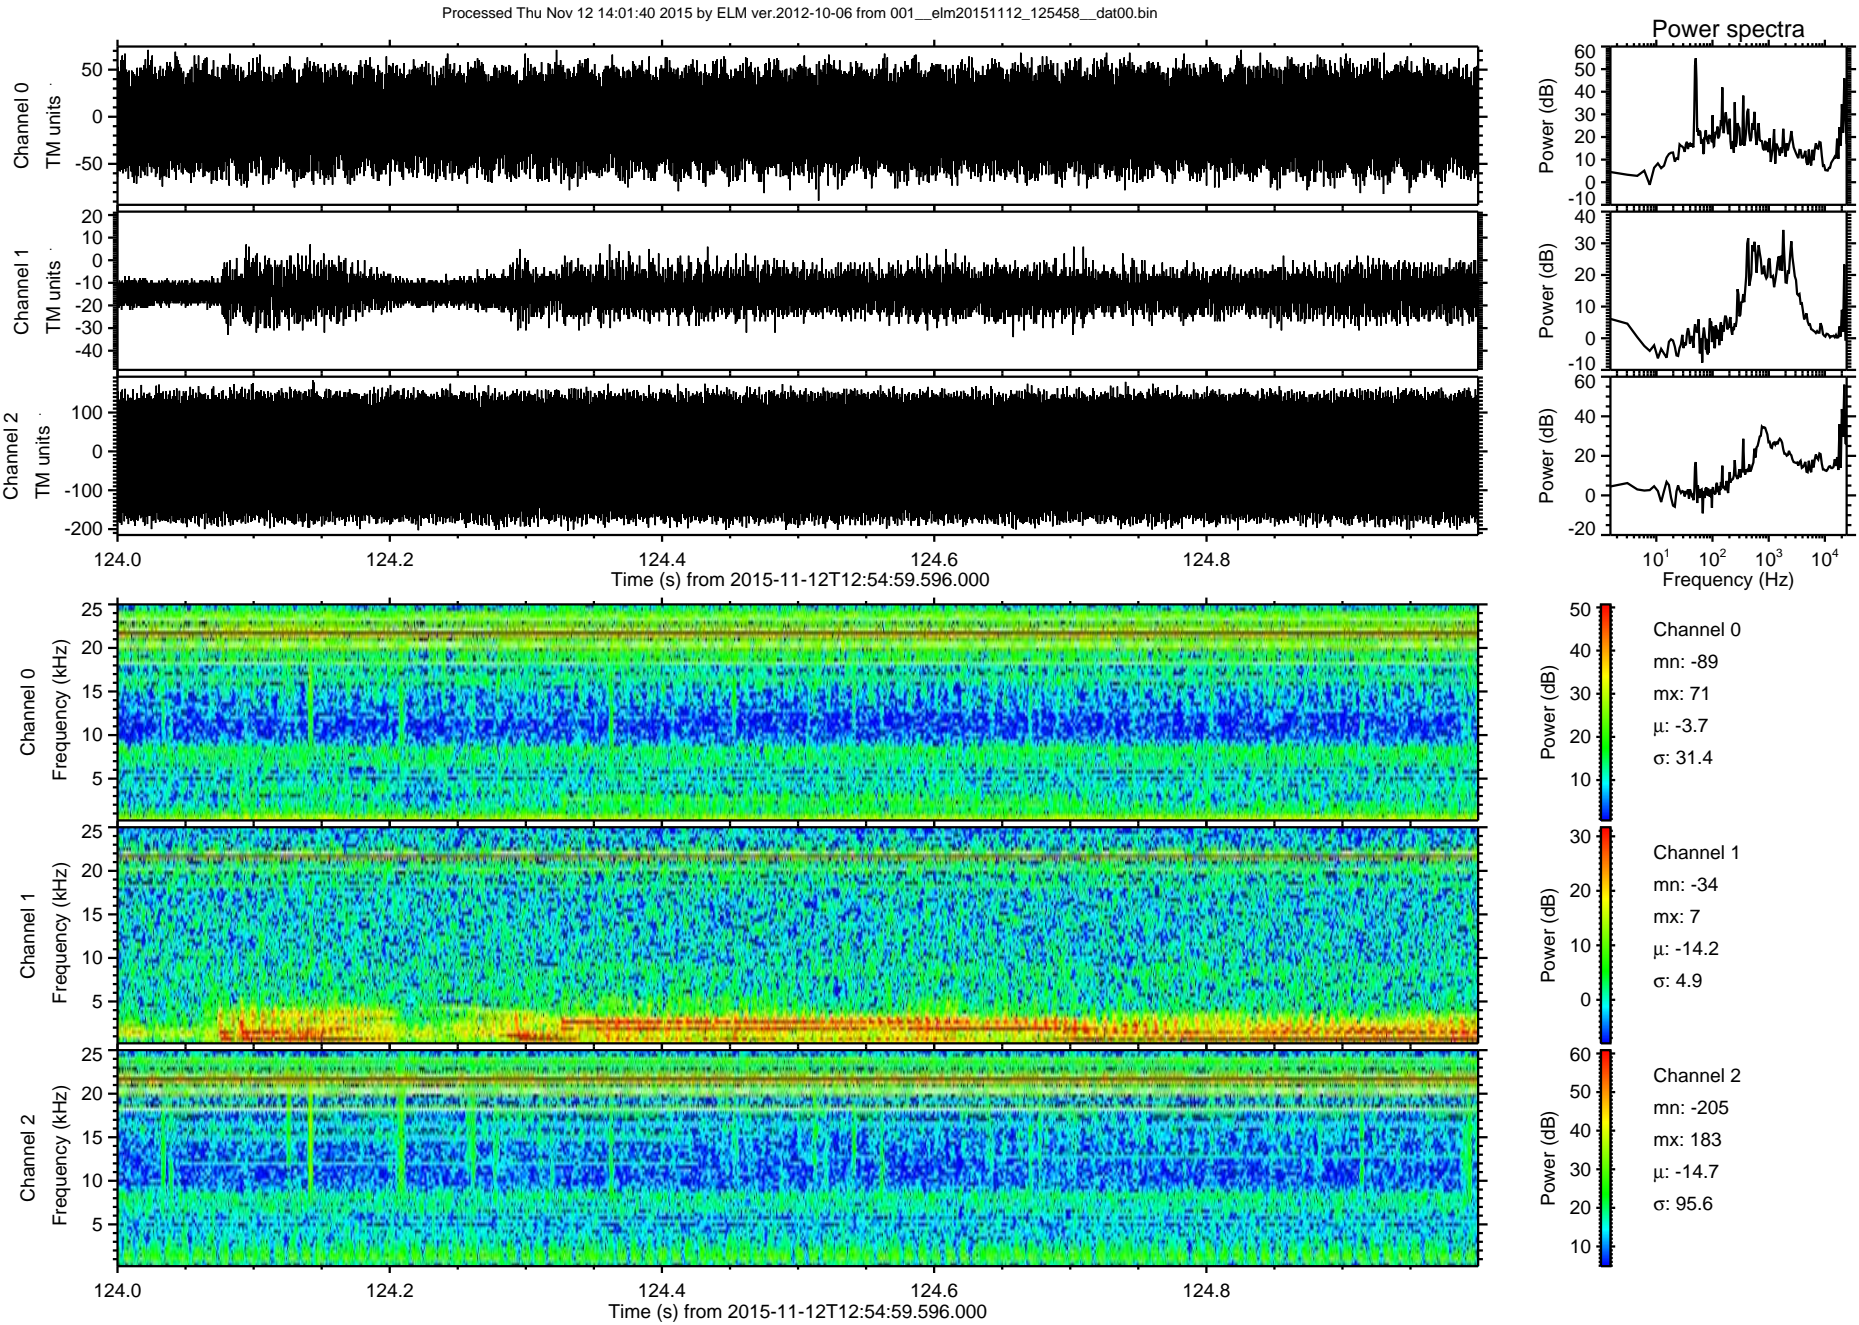 Processed Thu Nov 12 14:01:40 2015 by ELM ver.2012-10-06 from 001__elm20151112_125458__dat00.bin
Power spectra
Channel 0
TM units
50
0
-50
Power (dB)
60
50
40
30
20
10
0
-10
Channel 1
TM units
20
10
0
-10
-20
-30
-40
Power (dB)
40
30
20
10
0
-10
Channel 2
TM units
100
0
-100
-200
Power (dB)
60
40
20
0
-20
124.0 124.2 124.4 124.6 124.8
Time (s) from 2015-11-12T12:54:59.596.000
10¹ 10² 10³ 10⁴
Frequency (Hz)
Channel 0
Frequency (kHz)
25
20
15
10
5
Power (dB)
50
40
30
20
10
Channel 0
mn: -89
mx: 71
μ: -3.7
σ: 31.4
Channel 1
Frequency (kHz)
25
20
15
10
5
Power (dB)
30
20
10
0
Channel 1
mn: -34
mx: 7
μ: -14.2
σ: 4.9
Channel 2
Frequency (kHz)
25
20
15
10
5
Power (dB)
60
50
40
30
20
10
Channel 2
mn: -205
mx: 183
μ: -14.7
σ: 95.6
124.0 124.2 124.4 124.6 124.8
Time (s) from 2015-11-12T12:54:59.596.000